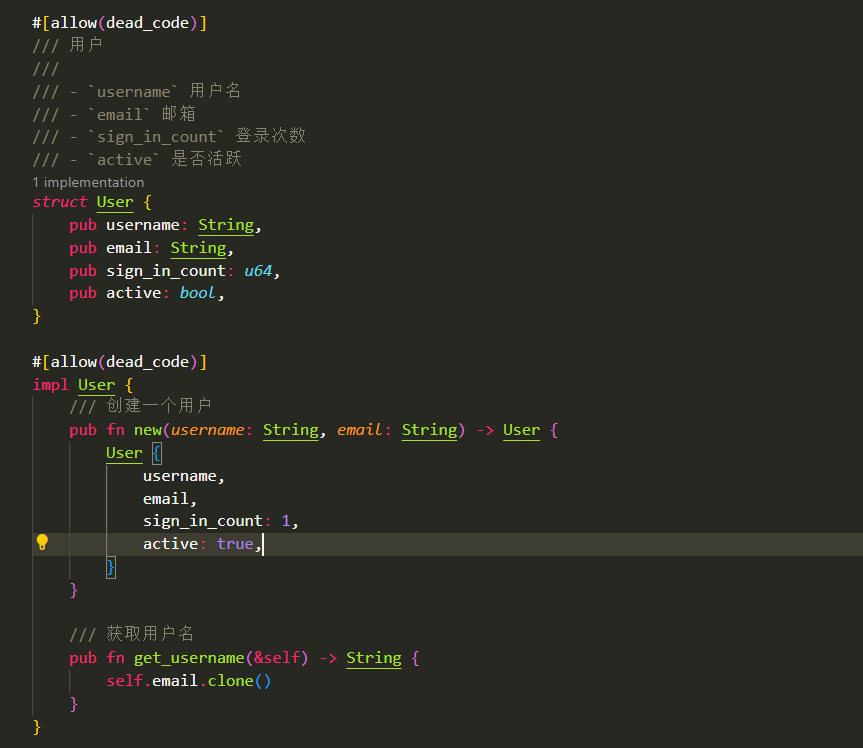 #[allow(dead_code)]
/// 用户
///
/// - `username` 用户名
/// - `email` 邮箱
/// - `sign_in_count` 登录次数
/// - `active` 是否活跃
1 implementation
struct User {
    pub username: String,
    pub email: String,
    pub sign_in_count: u64,
    pub active: bool,
}

#[allow(dead_code)]
impl User {
    /// 创建一个用户
    pub fn new(username: String, email: String) -> User {
        User {
            username,
            email,
            sign_in_count: 1,
            active: true,
        }
    }

    /// 获取用户名
    pub fn get_username(&self) -> String {
        self.email.clone()
    }
}